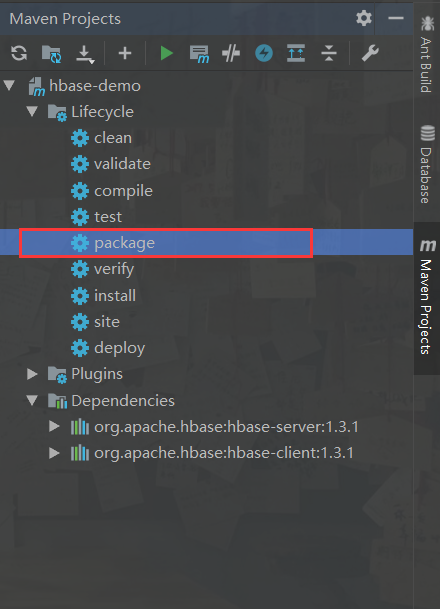 Maven Projects
hbase-demo
Lifecycle
clean
validate
compile
test
package
verify
install
site
deploy
Plugins
Dependencies
org.apache.hbase:hbase-server:1.3.1
org.apache.hbase:hbase-client:1.3.1
Ant Build
Database
Maven Projects